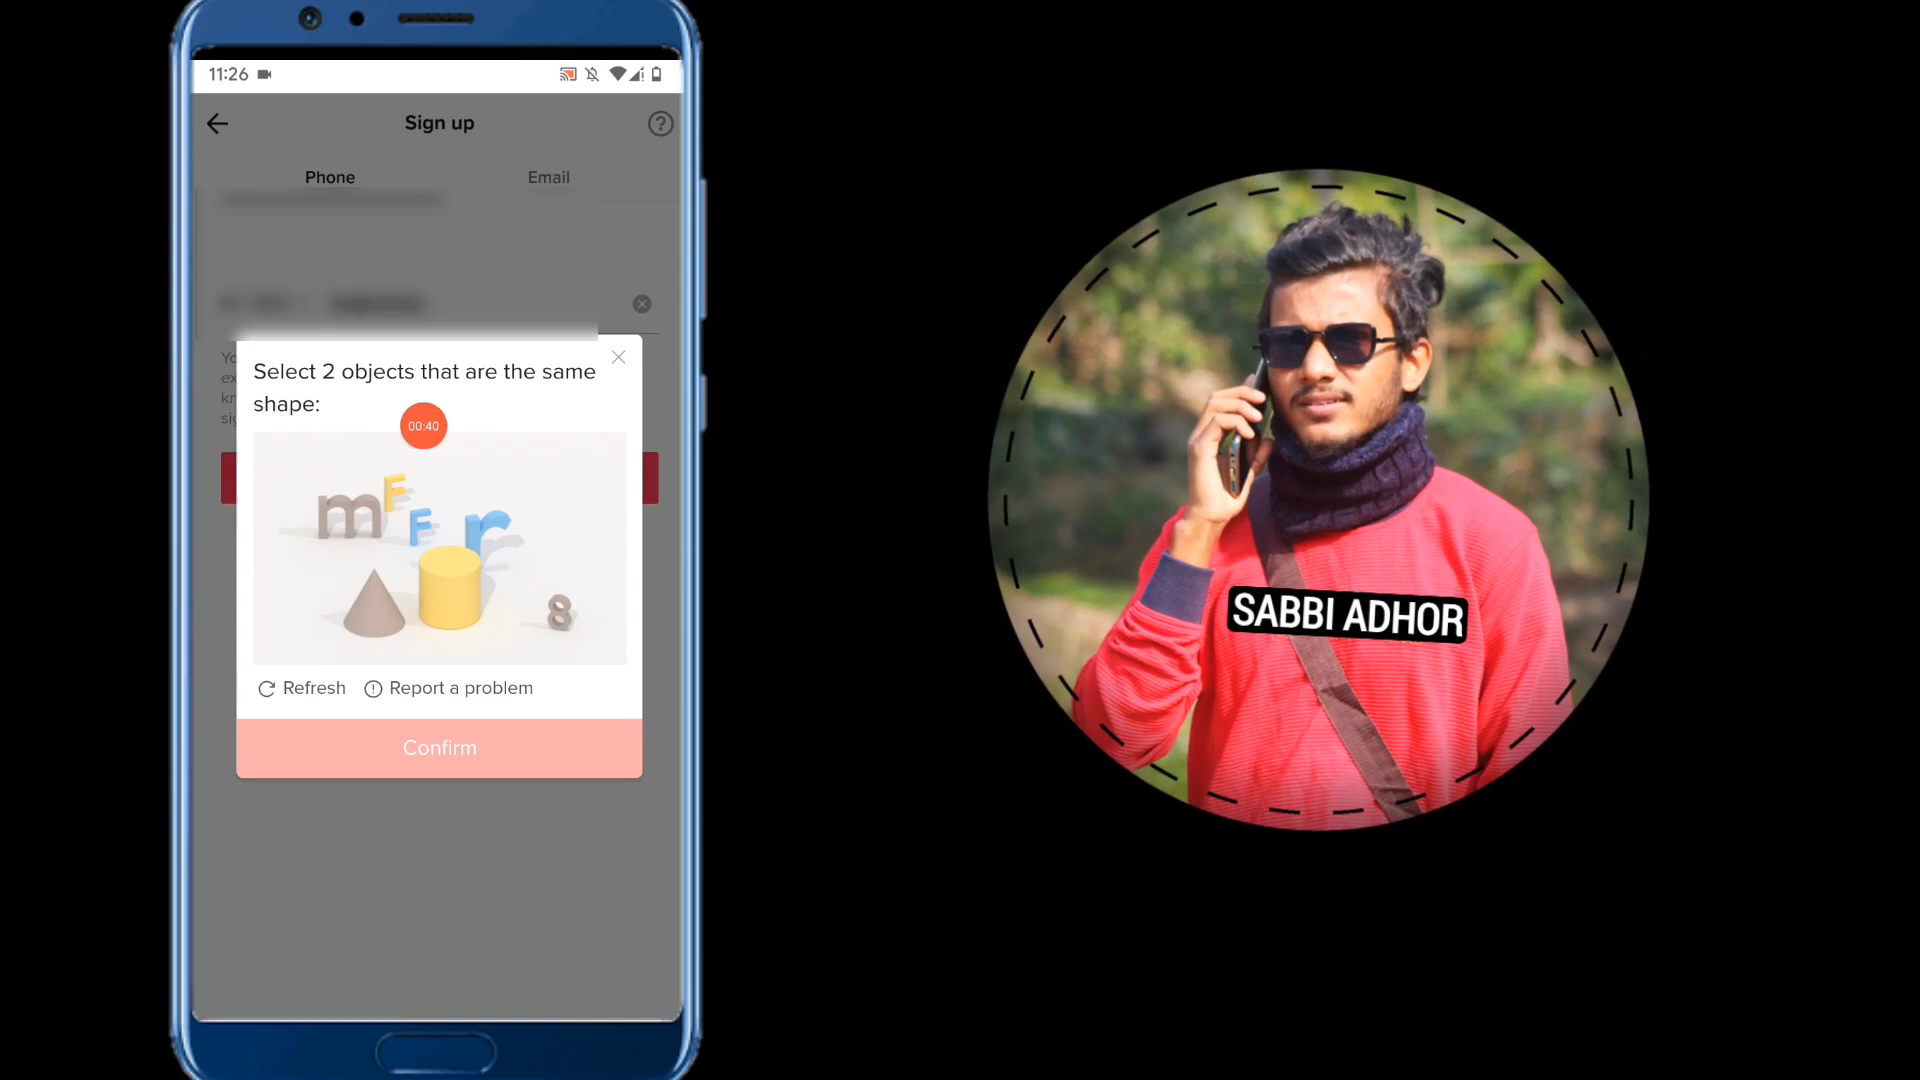 11:26
Sign up
Phone
Email
Select 2 objects that are the same
shape:
00:40
m
F
F
r
8
Refresh
Report a problem
Confirm
SABBI ADHOR